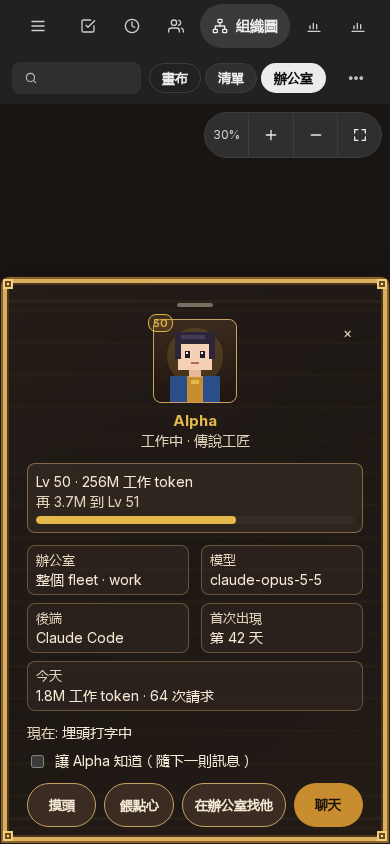 組織圖
畫布
清單
辦公室
30%
50
Alpha
工作中 · 傳說工匠
Lv 50 · 256M 工作 token
再 3.7M 到 Lv 51
辦公室
整個 fleet · work
模型
claude-opus-5-5
後端
Claude Code
首次出現
第 42 天
今天
1.8M 工作 token · 64 次請求
現在: 埋頭打字中
讓 Alpha 知道（隨下一則訊息）
摸頭
餵點心
在辦公室找他
聊天